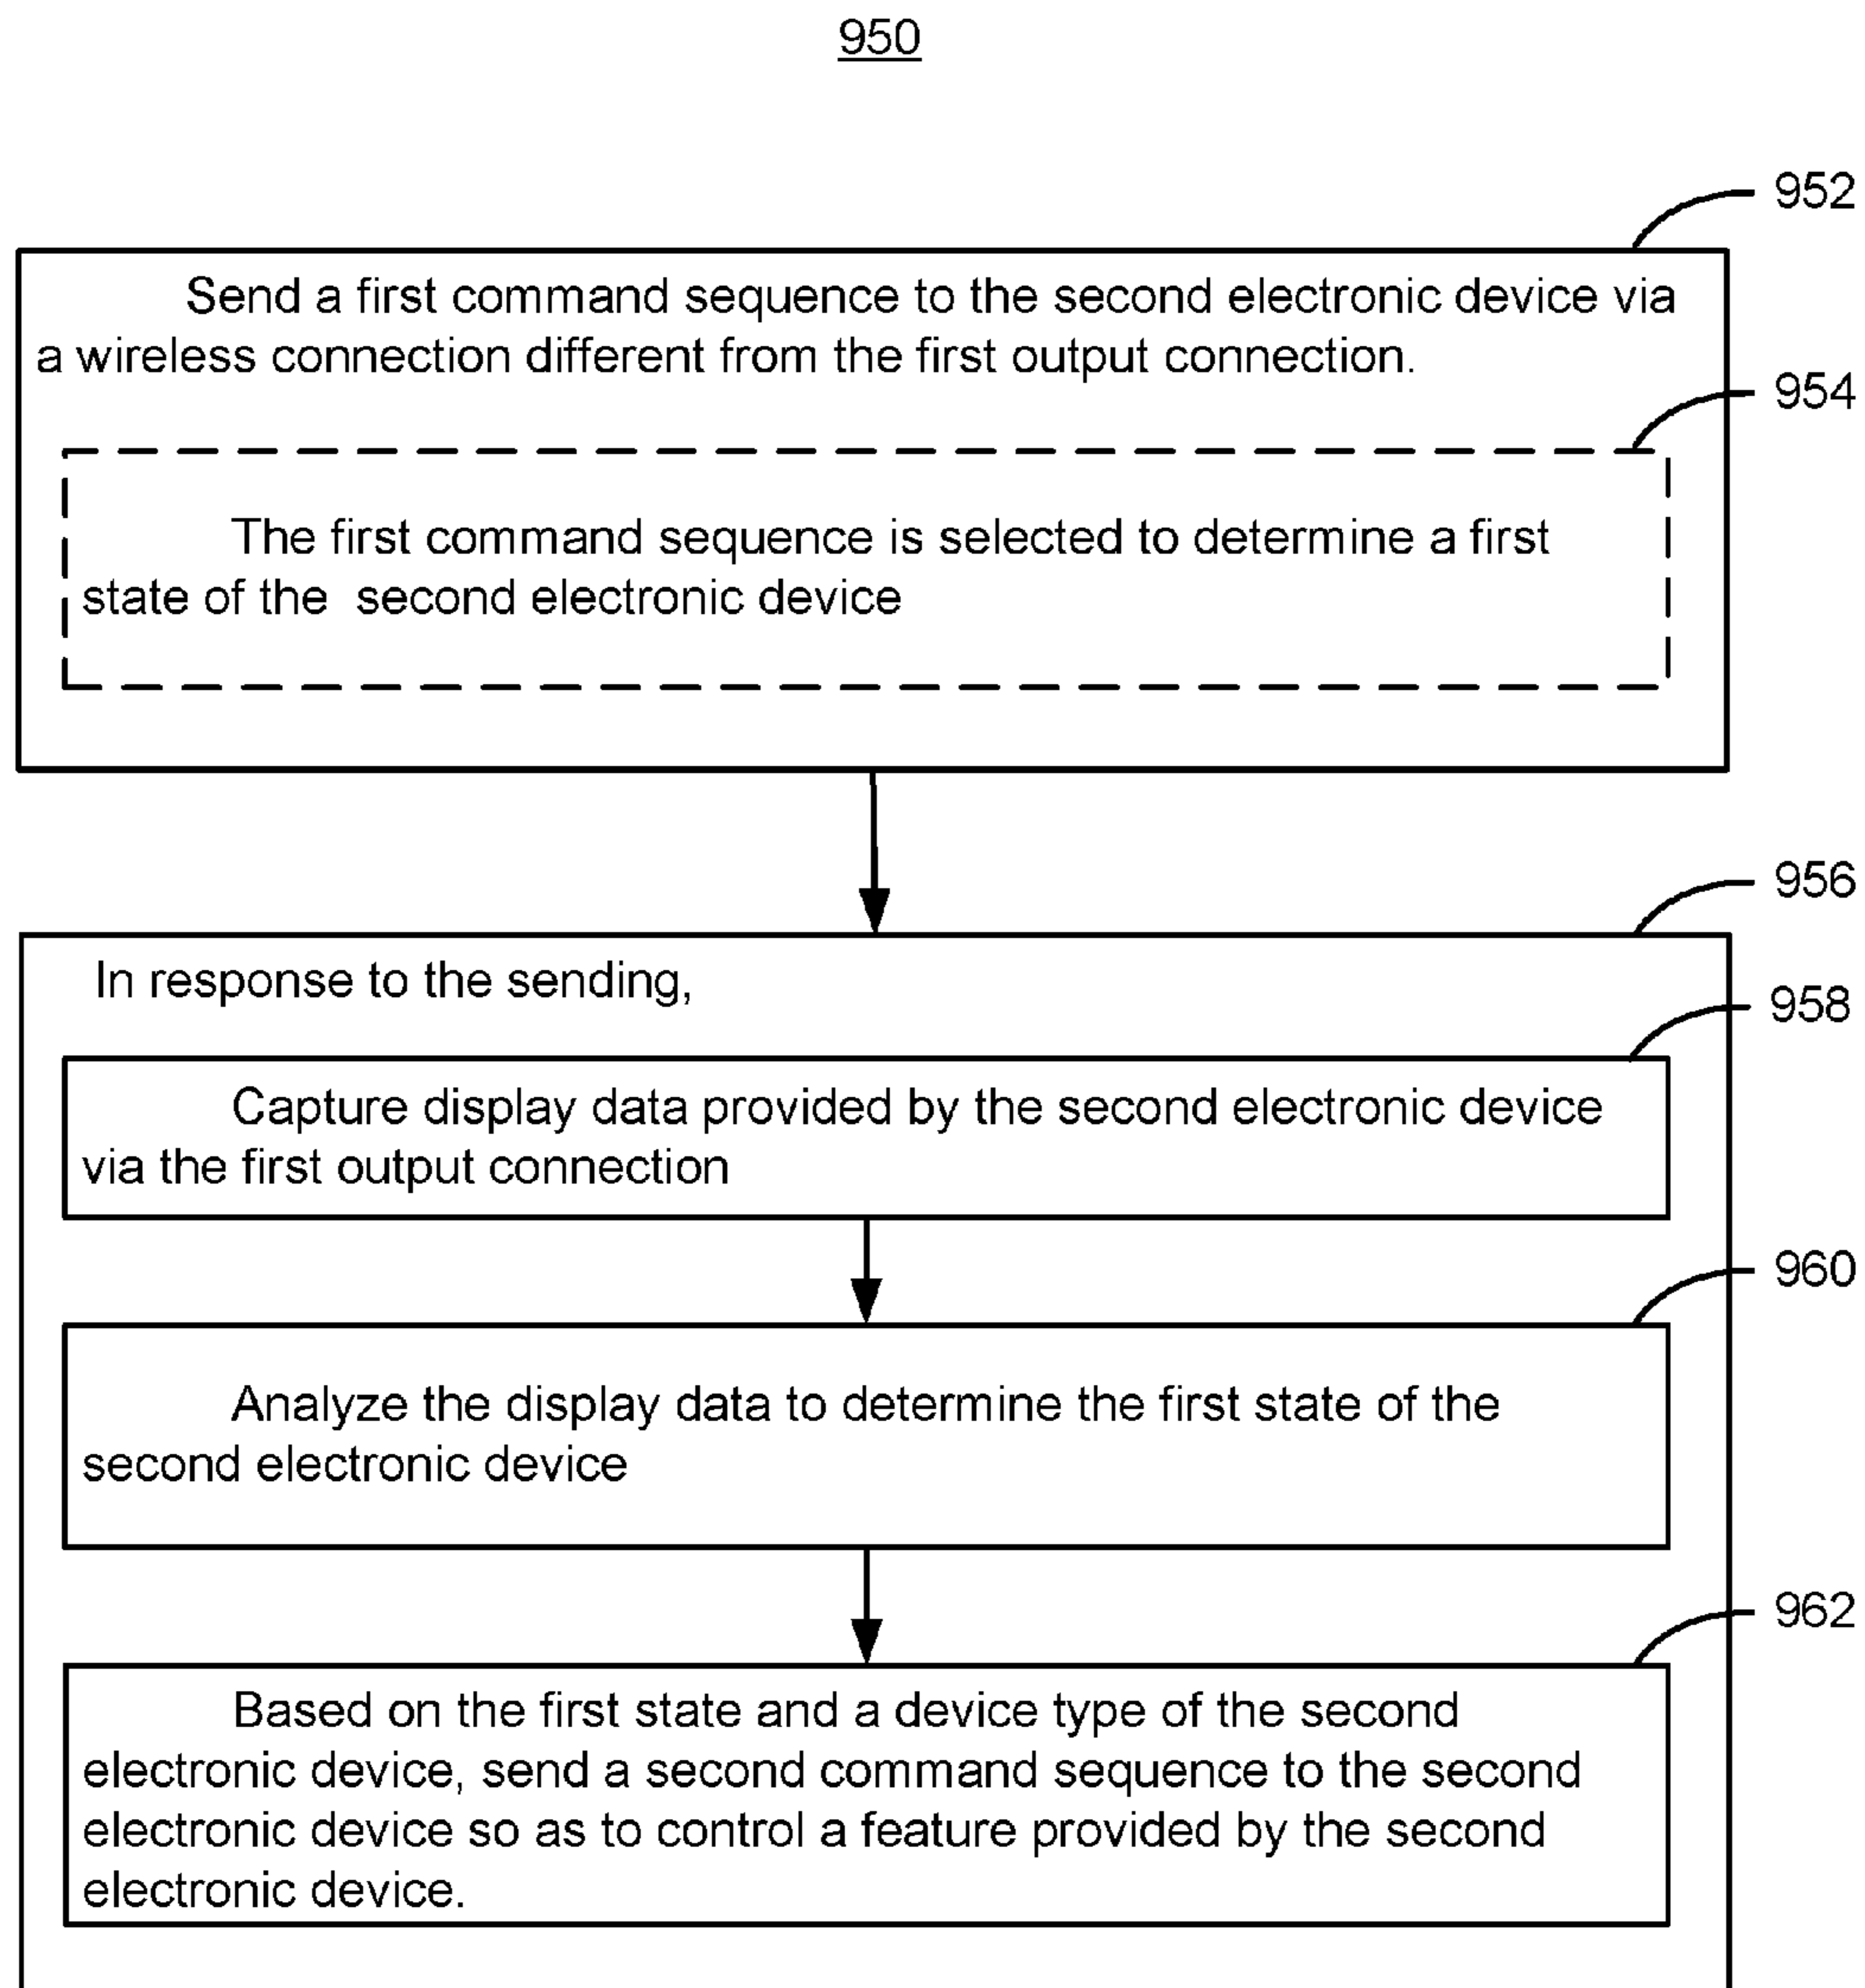 950
952
Send a first command sequence to the second electronic device via
a wireless connection different from the first output connection.
954
The first command sequence is selected to determine a first
state of the  second electronic device
956
In response to the sending,
958
Capture display data provided by the second electronic device
via the first output connection
960
Analyze the display data to determine the first state of the
second electronic device
962
Based on the first state and a device type of the second
electronic device, send a second command sequence to the second
electronic device so as to control a feature provided by the second
electronic device.